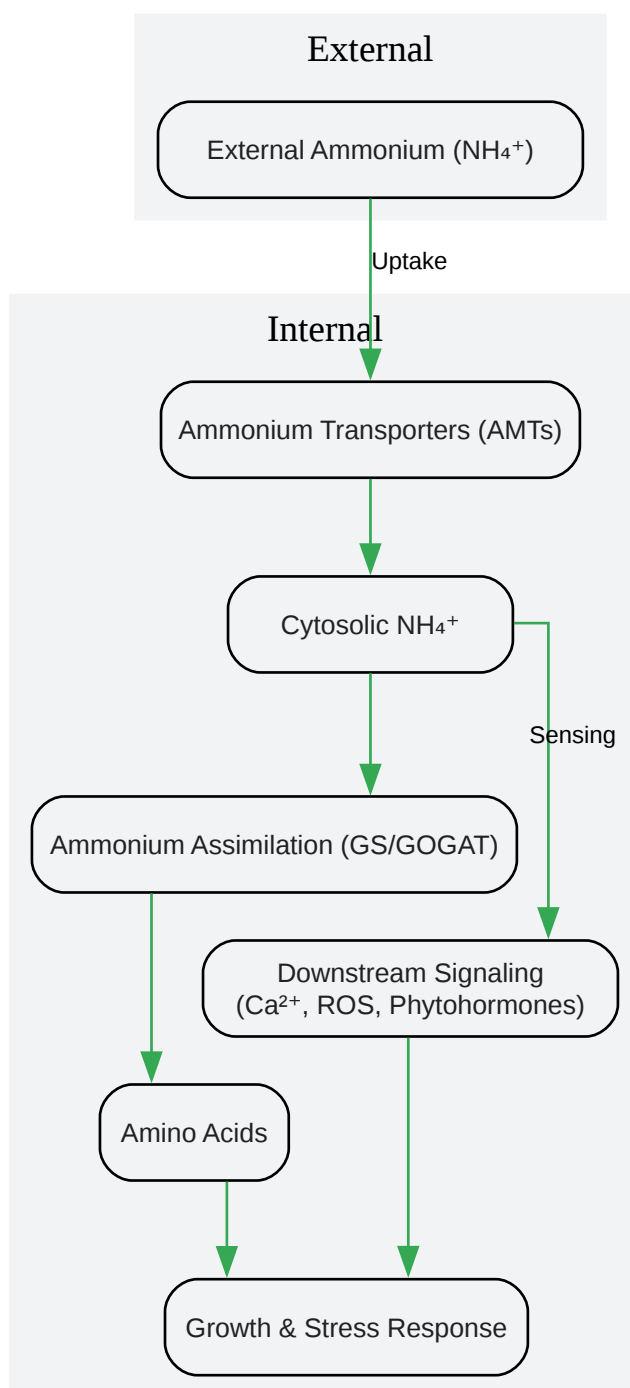 External
External Ammonium (NH₄⁺)
Uptake
Internal
Ammonium Transporters (AMTs)
Cytosolic NH₄⁺
Sensing
Ammonium Assimilation (GS/GOGAT)
Downstream Signaling
(Ca²⁺, ROS, Phytohormones)
Amino Acids
Growth & Stress Response